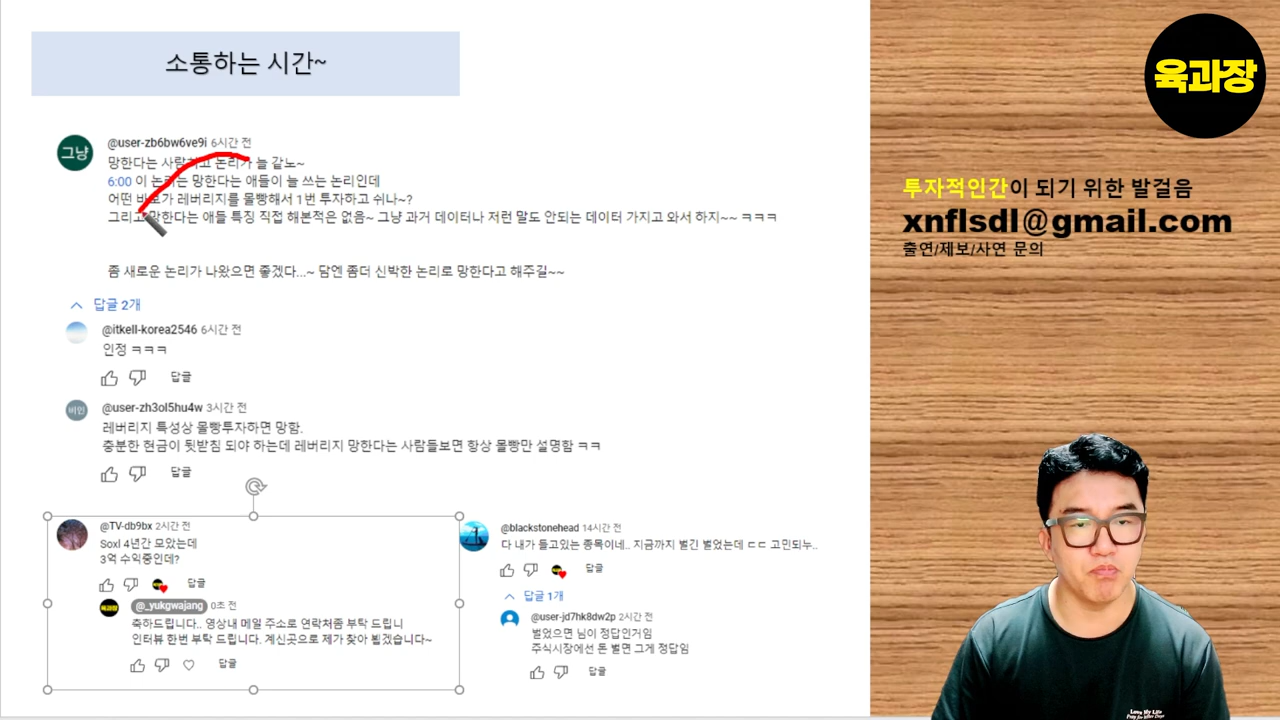 소통하는 시간~
육과장
투자적인간이 되기 위한 발걸음
xnflsdl@gmail.com
출연/제보/사연 문의
그냥
@user-zb6bw6ve9i 6시간 전
망한다는 사람하고 논리가 늘 같노~
6:00 이 논리는 망한다는 애들이 늘 쓰는 논리인데
어떤 바보가 레버리지를 몰빵해서 1번 투자하고 쉬나~?
그리고 망한다는 애들 특징 직접 해본적은 없음~ 그냥 과거 데이터나 저런 말도 안되는 데이터 가지고 와서 하지~~ ㅋㅋㅋ
좀 새로운 논리가 나왔으면 좋겠다...~ 담엔 좀더 신박한 논리로 망한다고 해주길~~
답글 2개
@itkell-korea2546 6시간 전
인정 ㅋㅋㅋ
답글
비인
@user-zh3ol5hu4w 3시간 전
레버리지 특성상 몰빵투자하면 망함.
충분한 현금이 뒷받침 되야 하는데 레버리지 망한다는 사람들보면 항상 몰빵만 설명함 ㅋㅋ
답글
@TV-db9bx 2시간 전
Soxl 4년간 모았는데
3억 수익중인데?
답글
육과장
@_yukgwajang 0초 전
축하드립니다.. 영상내 메일 주소로 연락처좀 부탁 드립니
인터뷰 한번 부탁 드립니다. 계신곳으로 제가 찾아 뵙겠습니다~
답글
@blackstonehead 14시간 전
다 내가 들고있는 종목이네.. 지금까지 벌긴 벌었는데 ㄷㄷ 고민되누..
답글
답글 1개
@user-jd7hk8dw2p 2시간 전
벌었으면 님이 정답인거임
주식시장에선 돈 벌면 그게 정답임
답글
Love My Life